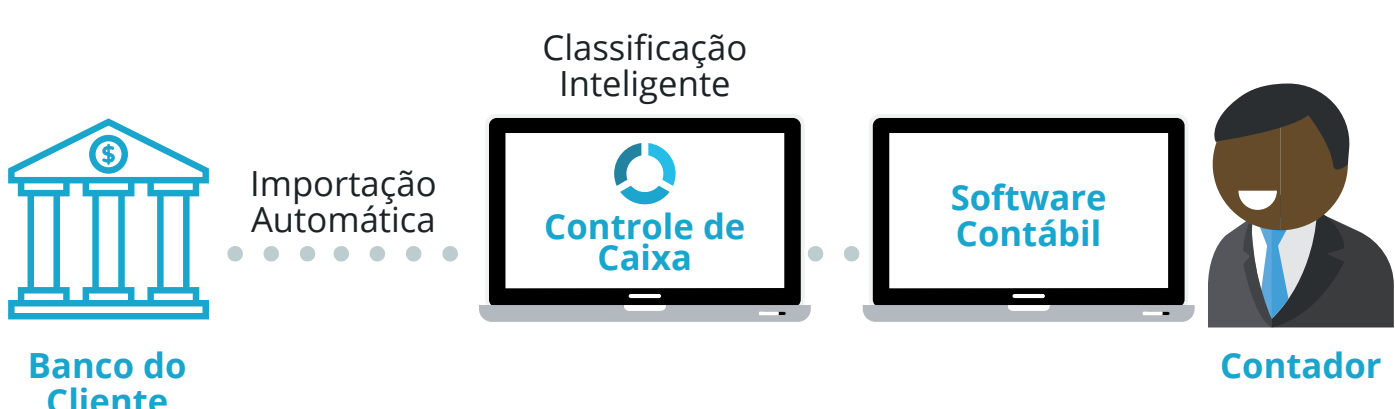 Classificação
Inteligente
Importação
Automática
$
Controle de
Caixa
Software
Contábil
Banco do
Cliente
Contador